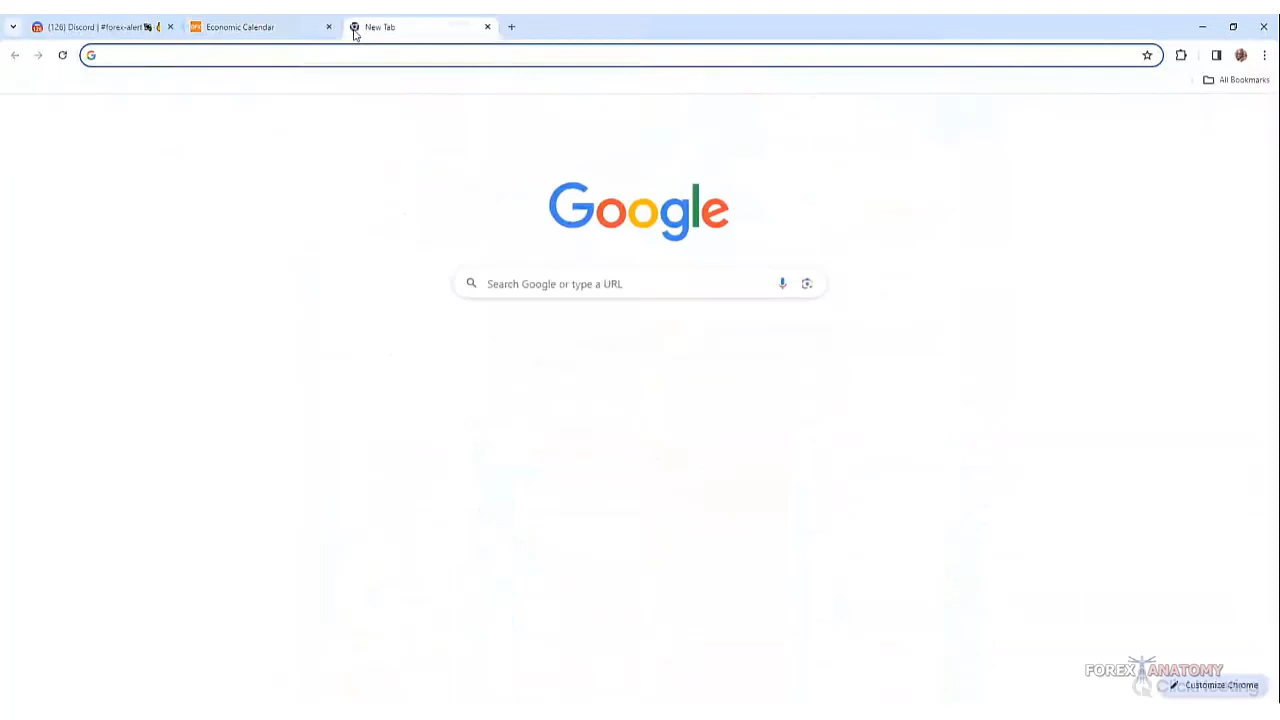 (126) Discord | #forex-alert
Economic Calendar
New Tab
All Bookmarks
Google
Search Google or type a URL
FOREX ANATOMY
Customize Chrome
ClickMeeting